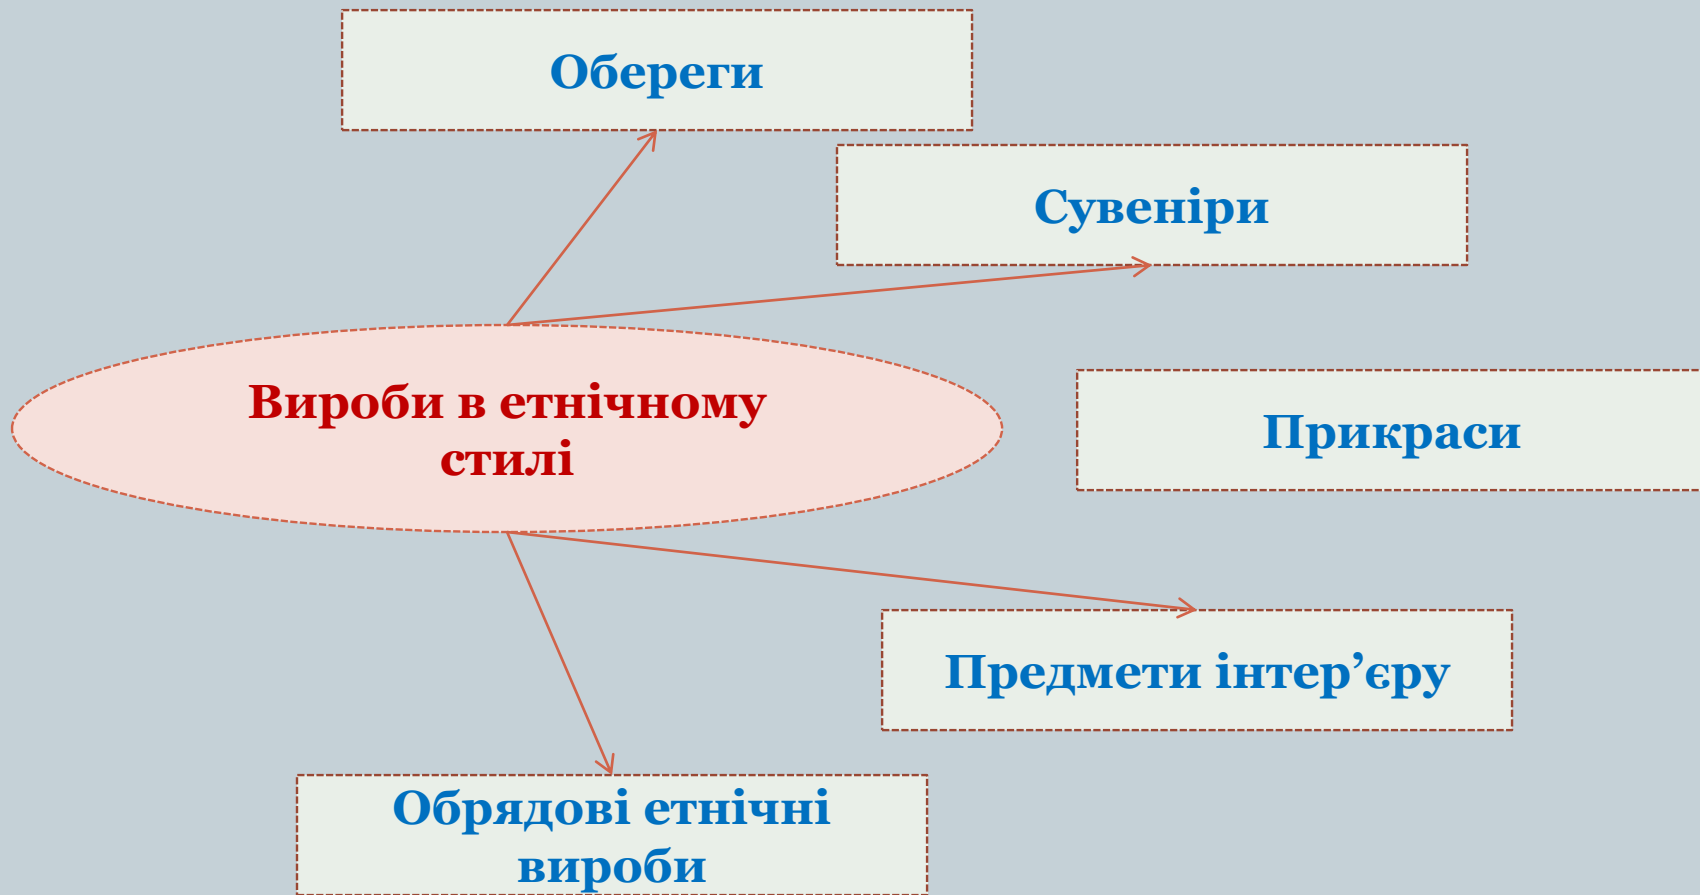 Обереги
Сувеніри
Вироби в етнічному
стилі
Прикраси
Предмети інтер’єру
Обрядові етнічні
вироби